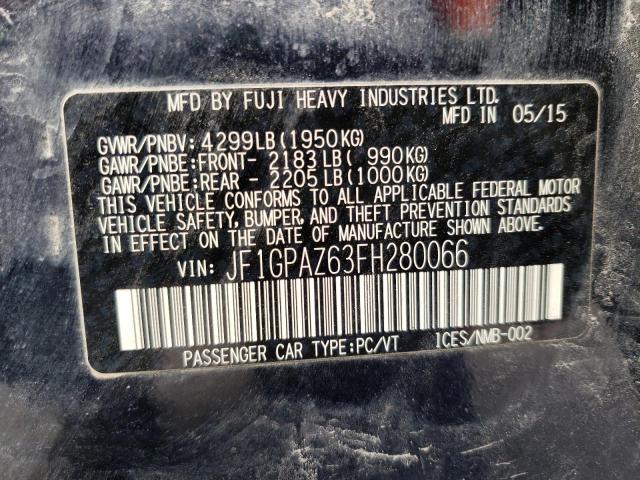 MFD BY FUJI HEAVY INDUSTRIES LTD.
MFD IN 05/15
GVWR/PNBV: 4299LB(1950KG)
GAWR/PNBE:FRONT- 2183LB( 990KG)
GAWR/PNBE:REAR - 2205LB(1000KG)
THIS VEHICLE CONFORMS TO ALL APPLICABLE FEDERAL MOTOR
VEHICLE SAFETY, BUMPER, AND THEFT PREVENTION STANDARDS
IN EFFECT ON THE DATE OF MANUFACTURE SHOWN ABOVE.
VIN: JF1GPAZ63FH280066
PASSENGER CAR TYPE:PC/VT ICES/NMB-002